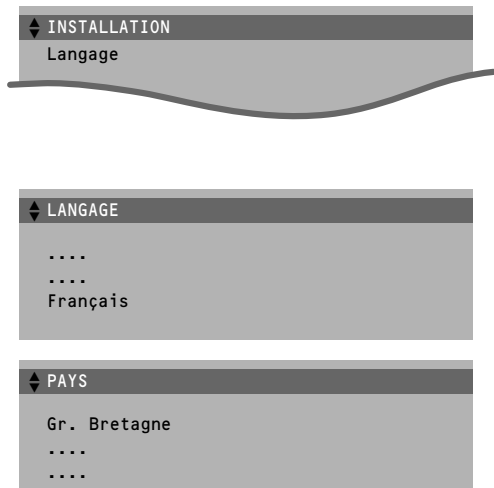 INSTALLATION
Langage
LANGAGE
....
....
Français
PAYS
Gr. Bretagne
....
....